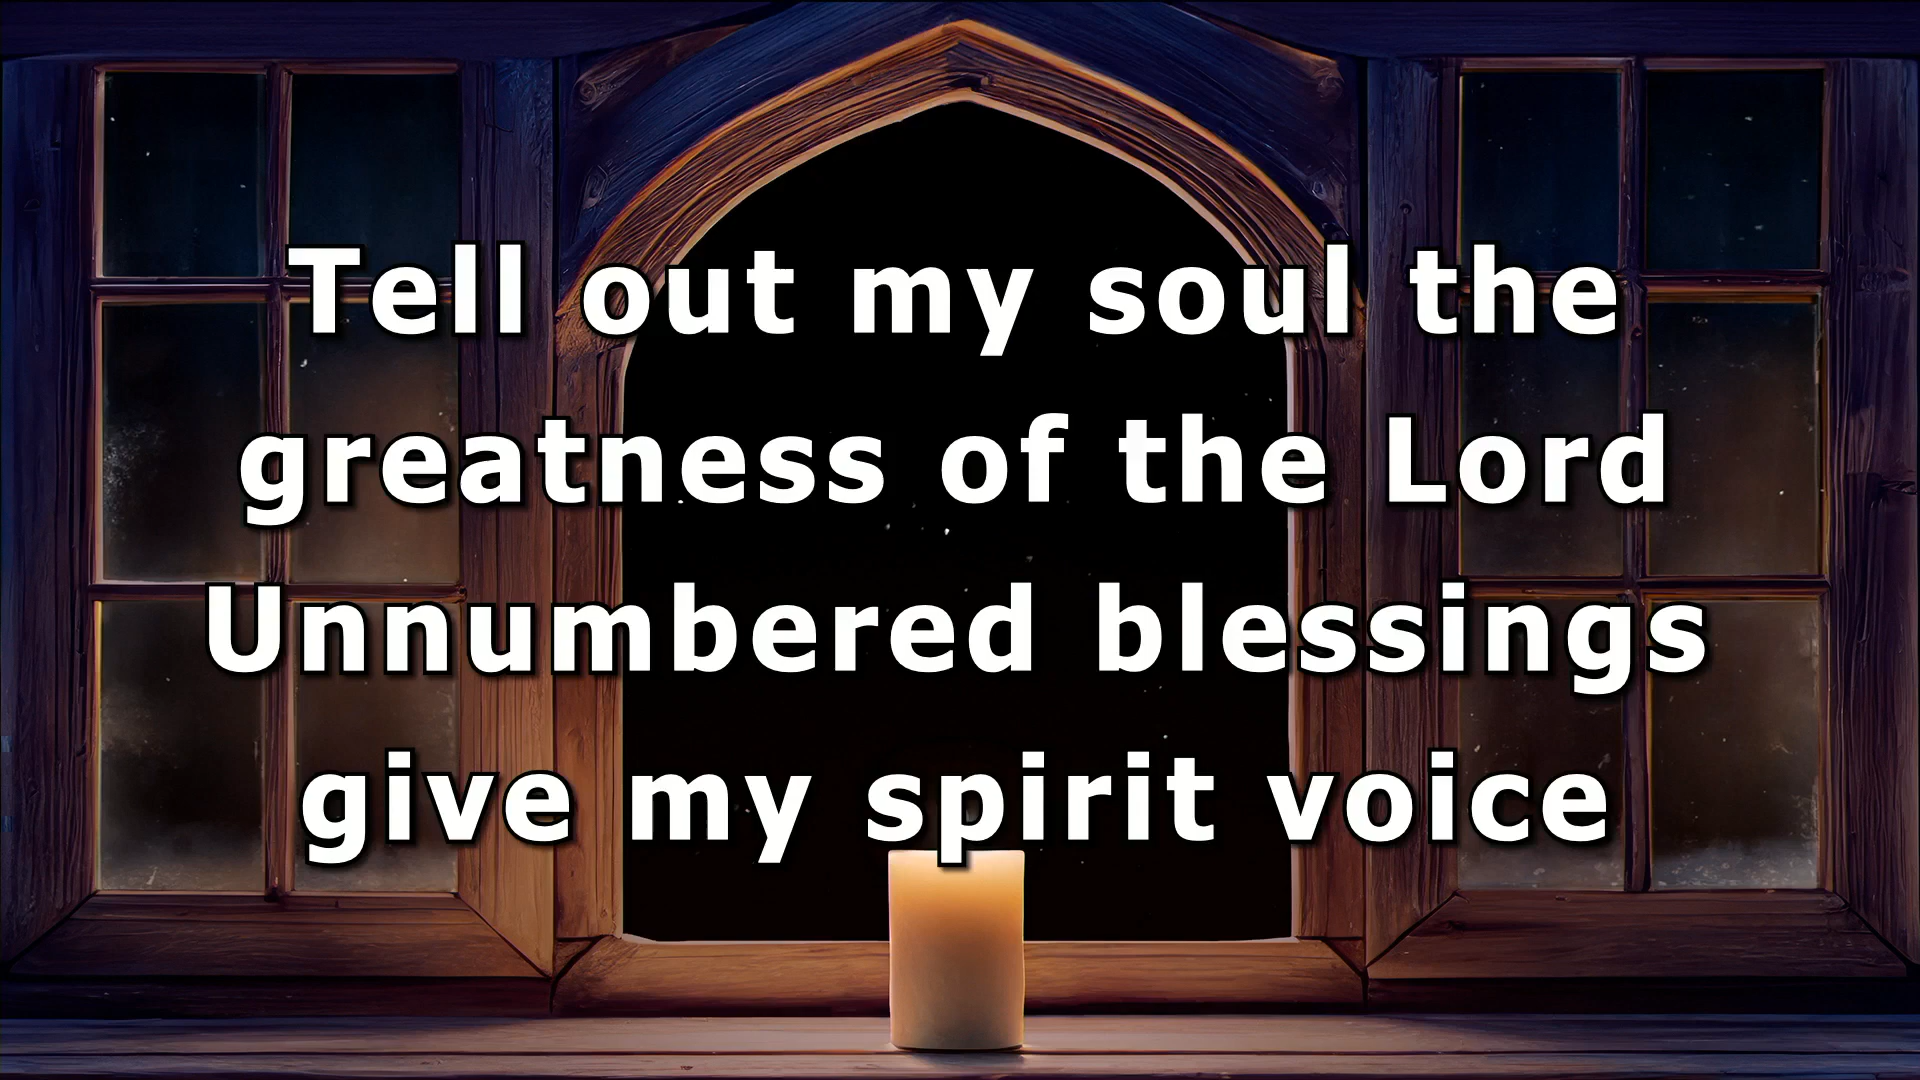 Tell out my soul the
greatness of the Lord
Unnumbered blessings
give my spirit voice